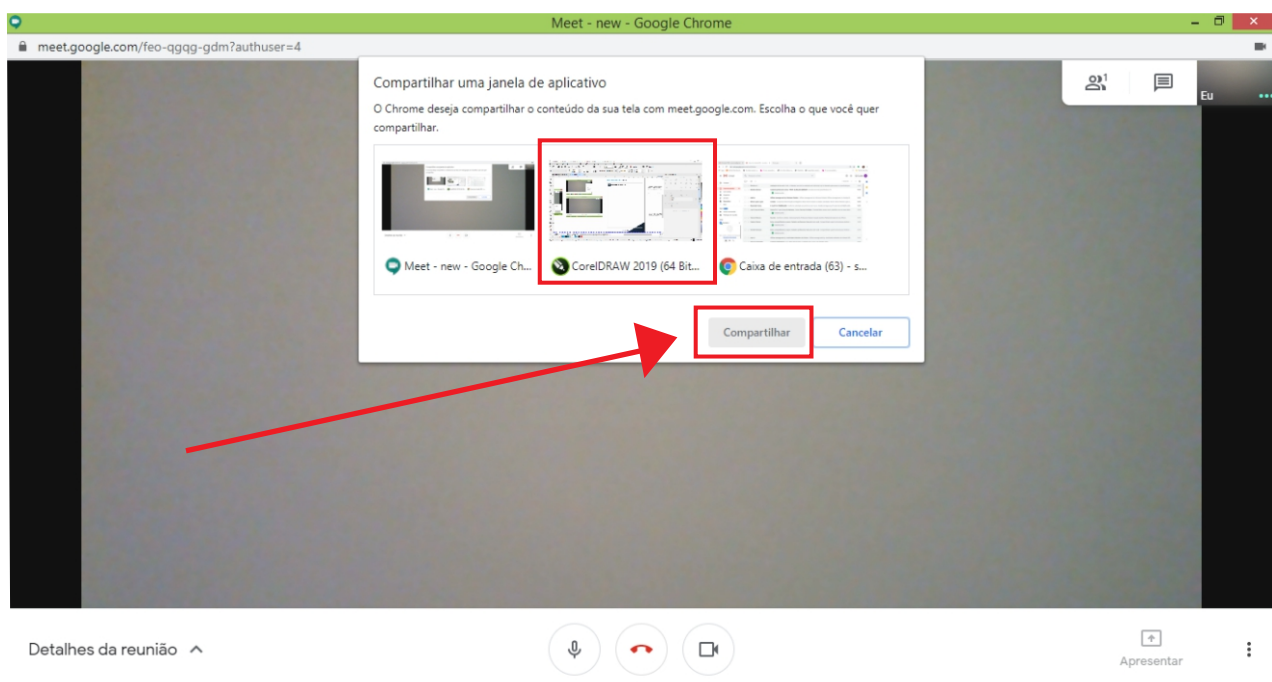 Meet - new - Google Chrome
meet.google.com/feo-qgqg-gdm?authuser=4
Compartilhar uma janela de aplicativo
O Chrome deseja compartilhar o conteúdo da sua tela com meet.google.com. Escolha o que você quer
compartilhar.
1
Eu
Meet - new - Google Ch...
CorelDRAW 2019 (64 Bit...
Caixa de entrada (63) - s...
Compartilhar
Cancelar
Detalhes da reunião
Apresentar